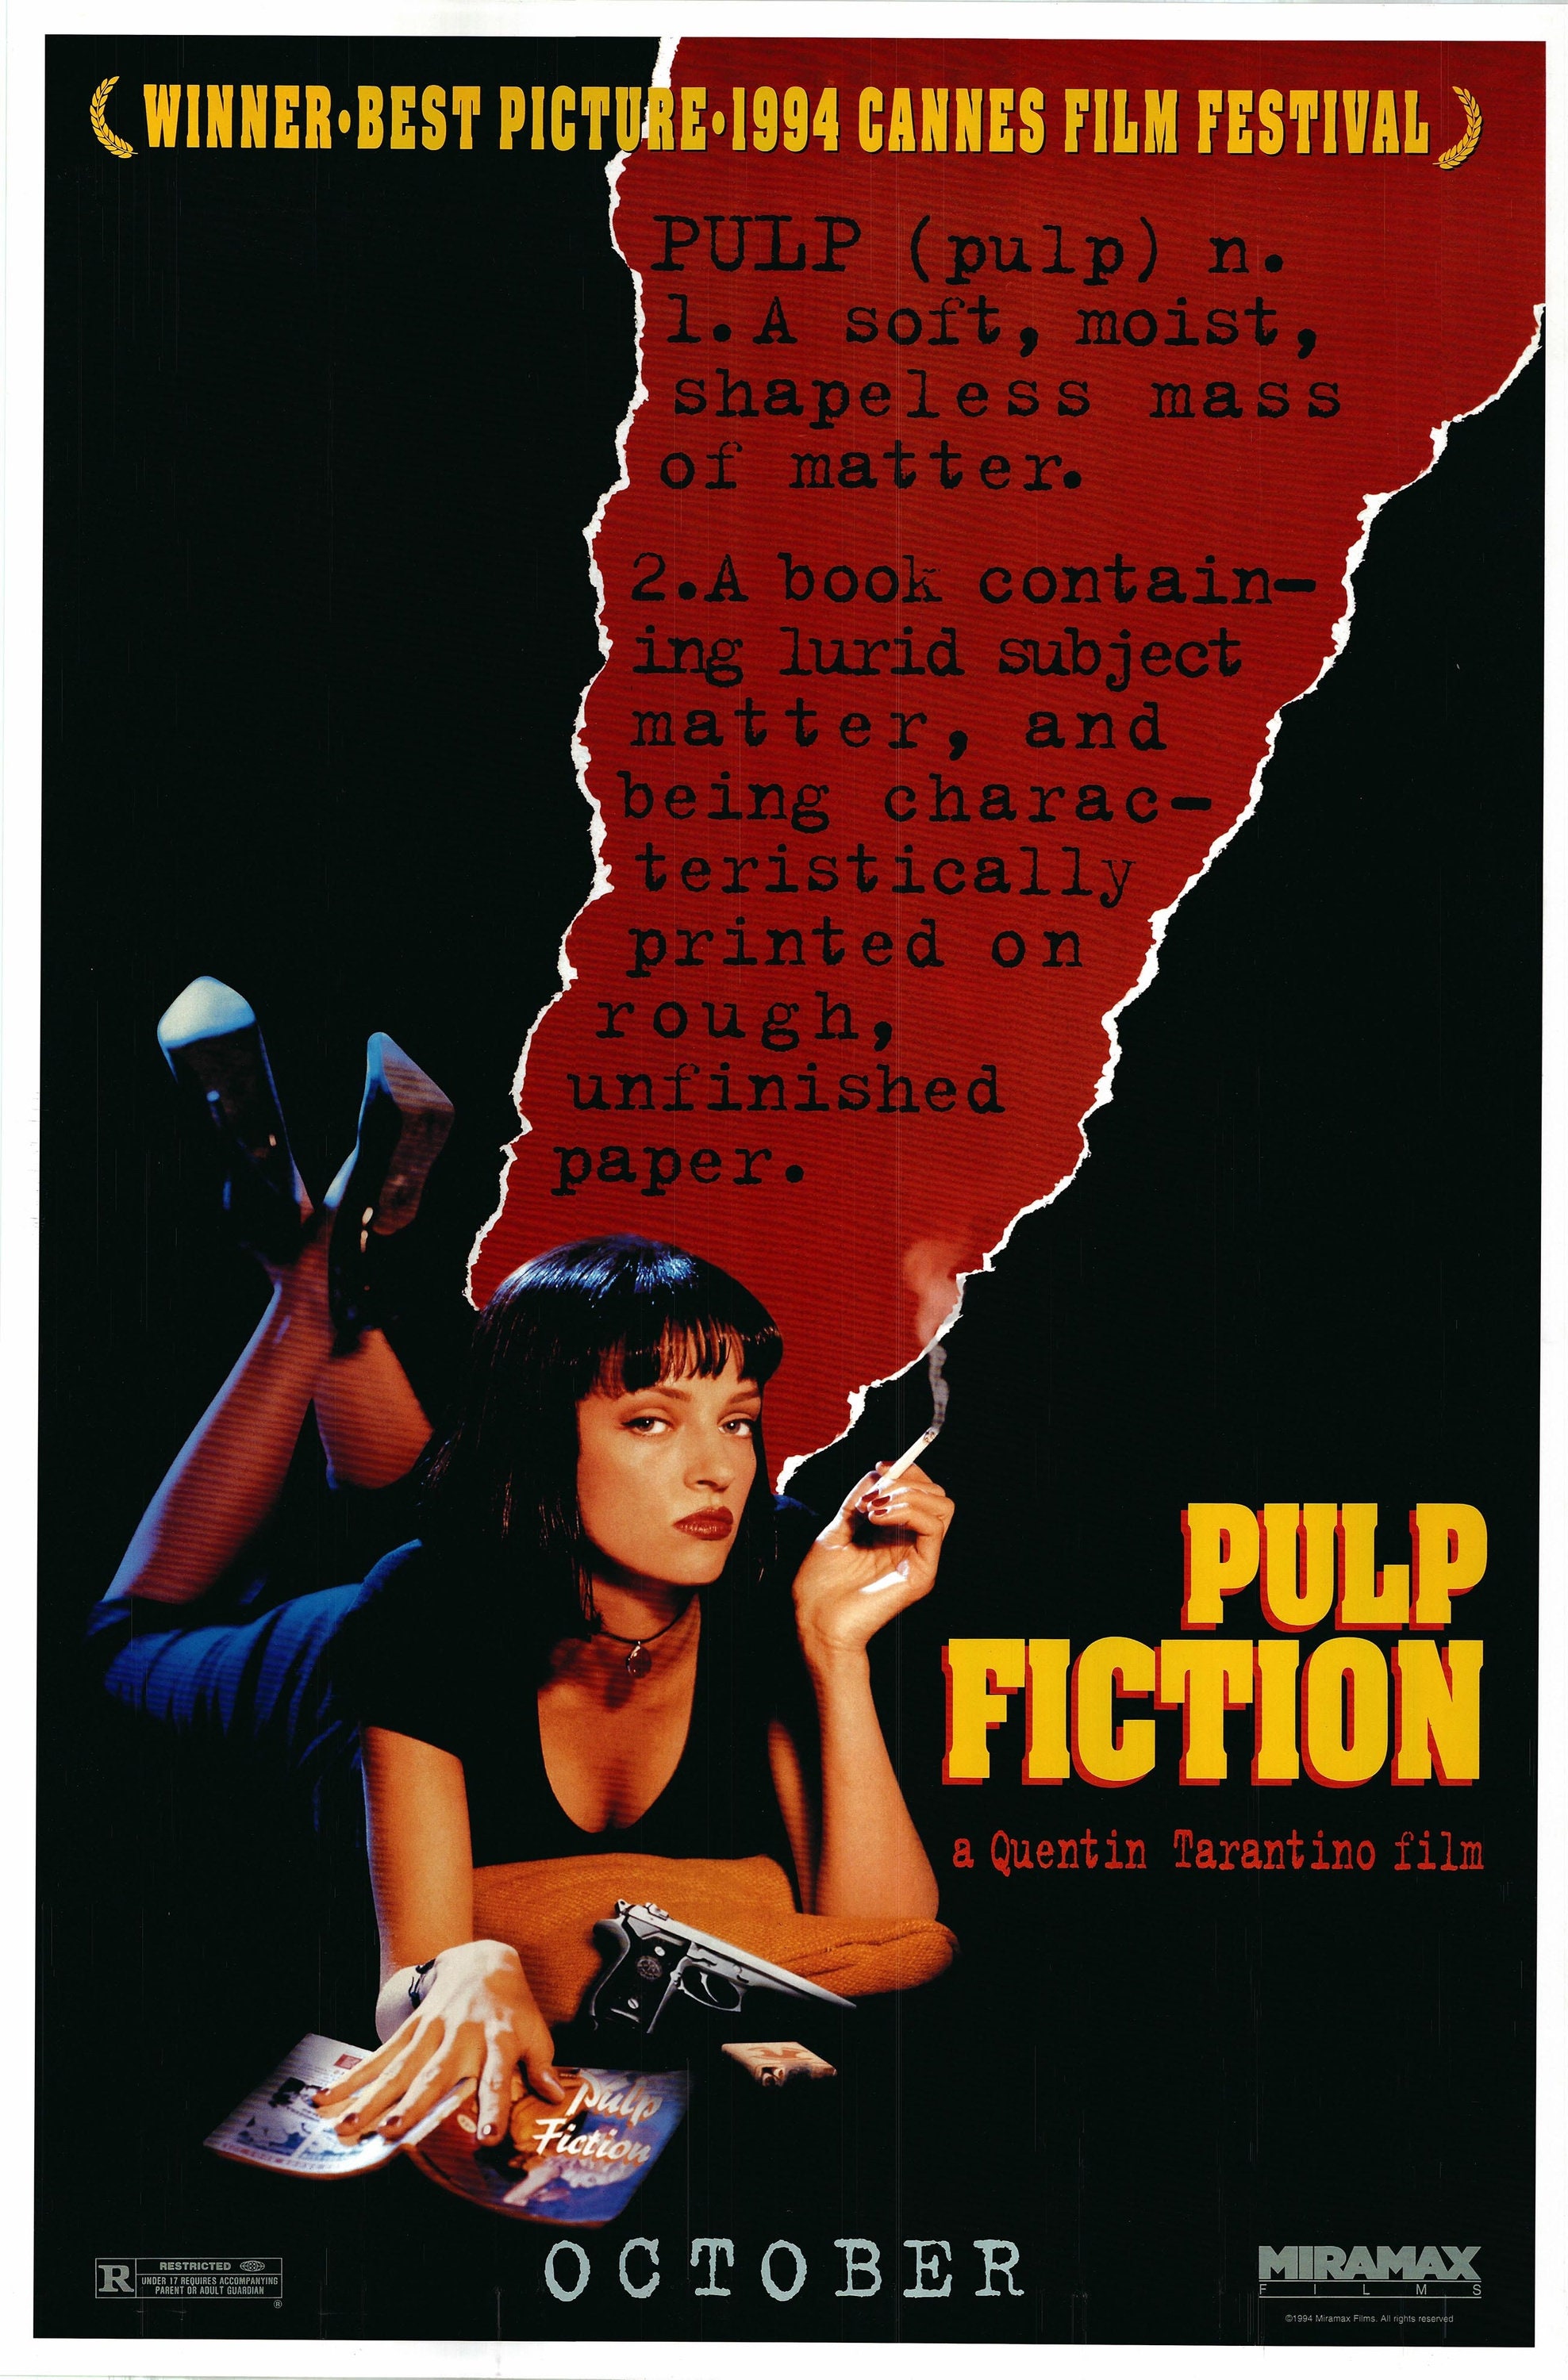 WINNER•BEST PICTURE•1994 CANNES FILM FESTIVAL
PULP (pulp) n.
1. A soft, moist,
shapeless mass
of matter.
2. A book contain-
ing lurid subject
matter, and
being charac-
teristically
printed on
rough,
unfinished
paper.
PULP
FICTION
a Quentin Tarantino film
Pulp
Fiction
OCTOBER
R
RESTRICTED
UNDER 17 REQUIRES ACCOMPANYING
PARENT OR ADULT GUARDIAN
®
MIRAMAX
FILMS
©1994 Miramax Films. All rights reserved